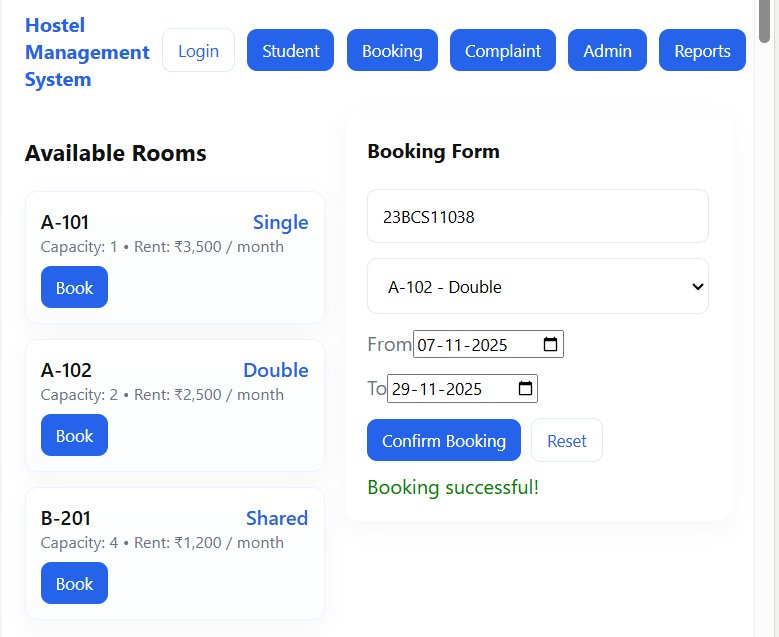 Hostel
Management
System
Login
Student
Booking
Complaint
Admin
Reports
Available Rooms
A-101 Single
Capacity: 1 • Rent: ₹3,500 / month
Book
A-102 Double
Capacity: 2 • Rent: ₹2,500 / month
Book
B-201 Shared
Capacity: 4 • Rent: ₹1,200 / month
Book
Booking Form
23BCS11038
A-102 - Double
From 07-11-2025
To 29-11-2025
Confirm Booking
Reset
Booking successful!